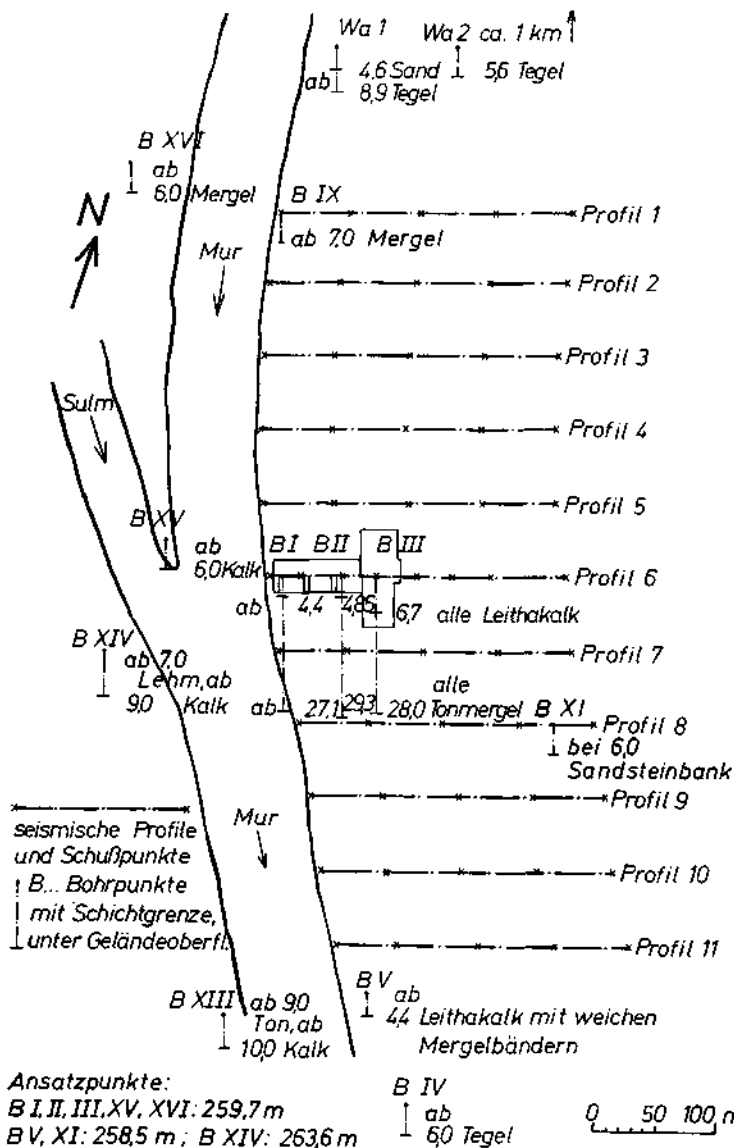 Wa 1 Wa 2 ca. 1 km
4,6 Sand 5,6 Tegel
ab 8,9 Tegel
B XVI
ab
6,0 Mergel
B IX
Profil 1
N
ab 7,0 Mergel
Mur
Profil 2
Profil 3
Sulm
Profil 4
Profil 5
B XV
ab
6,0 Kalk
B I B II B III
Profil 6
ab 4,4 4,85 6,7 alle Leithakalk
B XIV
ab 7,0
Lehm, ab
9,0 Kalk
Profil 7
alle
ab 27,1 29,3 28,0 Tonmergel
B XI
Profil 8
bei 6,0
Sandsteinbank
Profil 9
Mur
seismische Profile
und Schußpunkte
B... Bohrpunkte
mit Schichtgrenze,
unter Geländeoberfl.
Profil 10
Profil 11
B XIII ab 9,0
Ton, ab
10,0 Kalk
B V
ab
4,4 Leithakalk mit weichen
Mergelbändern
Ansatzpunkte:
B I, II, III, XV, XVI: 259,7 m
B V, XI: 258,5 m; B XIV: 263,6 m
B IV
ab
6,0 Tegel
0 50 100 m